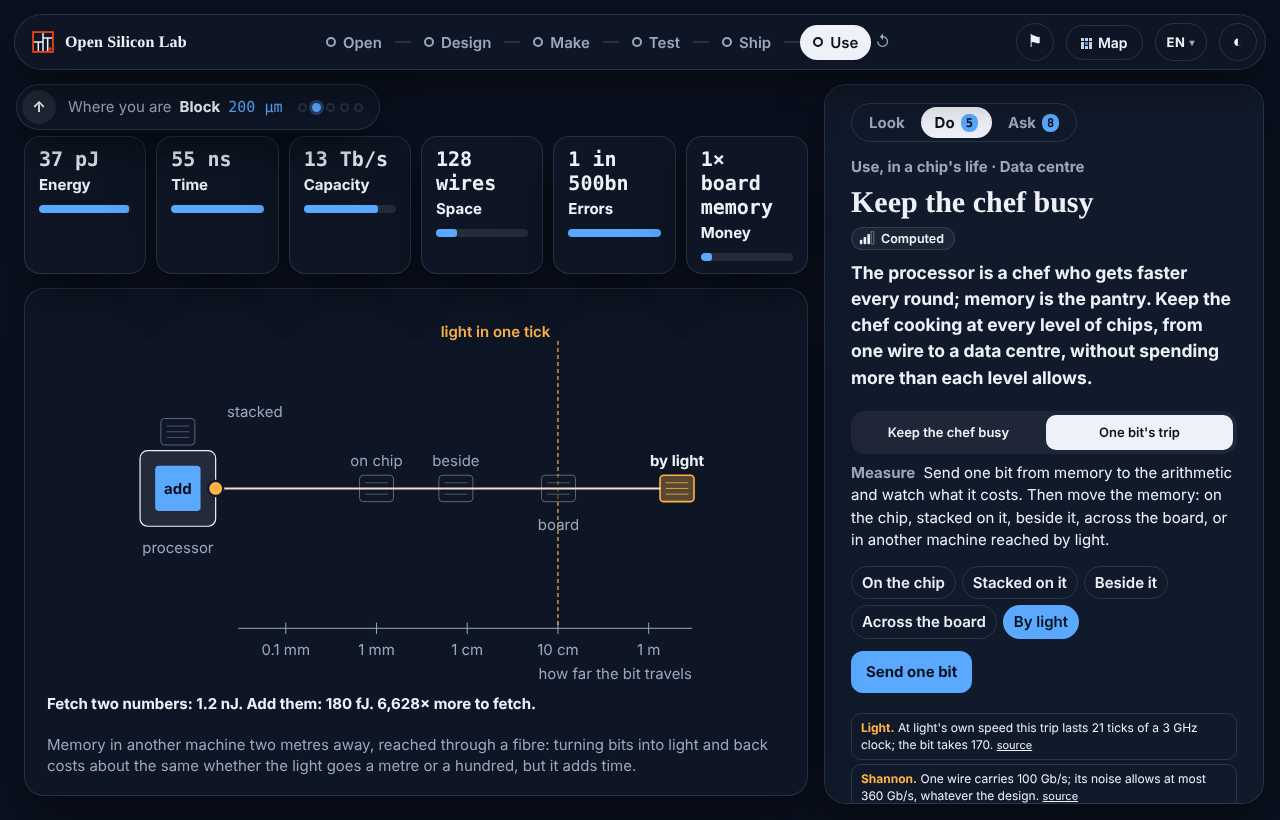 Open Silicon Lab
Open
Design
Make
Test
Ship
Use
Map
EN
Where you are Block 200 μm
37 pJ
Energy
55 ns
Time
13 Tb/s
Capacity
128
wires
Space
1 in
500bn
Errors
1×
board
memory
Money
light in one tick
stacked
on chip
beside
by light
add
board
processor
0.1 mm
1 mm
1 cm
10 cm
1 m
how far the bit travels
Fetch two numbers: 1.2 nJ. Add them: 180 fJ. 6,628× more to fetch.
Memory in another machine two metres away, reached through a fibre: turning bits into light and back
costs about the same whether the light goes a metre or a hundred, but it adds time.
Look
Do 5
Ask 8
Use, in a chip's life · Data centre
Keep the chef busy
Computed
The processor is a chef who gets faster
every round; memory is the pantry. Keep the
chef cooking at every level of chips, from
one wire to a data centre, without spending
more than each level allows.
Keep the chef busy
One bit's trip
Measure Send one bit from memory to the arithmetic
and watch what it costs. Then move the memory: on
the chip, stacked on it, beside it, across the board, or
in another machine reached by light.
On the chip
Stacked on it
Beside it
Across the board
By light
Send one bit
Light. At light's own speed this trip lasts 21 ticks of a 3 GHz
clock; the bit takes 170. source
Shannon. One wire carries 100 Gb/s; its noise allows at most
360 Gb/s, whatever the design. source